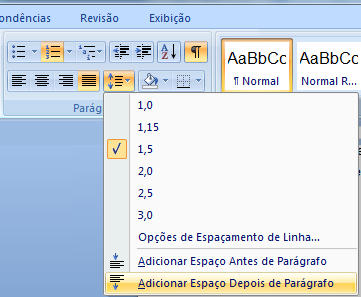 ondências Revisão Exibição
AaBbCc AaBbCc
¶ Normal Normal R...
Parág
1,0
1,15
1,5
2,0
2,5
3,0
Opções de Espaçamento de Linha...
Adicionar Espaço Antes de Parágrafo
Adicionar Espaço Depois de Parágrafo